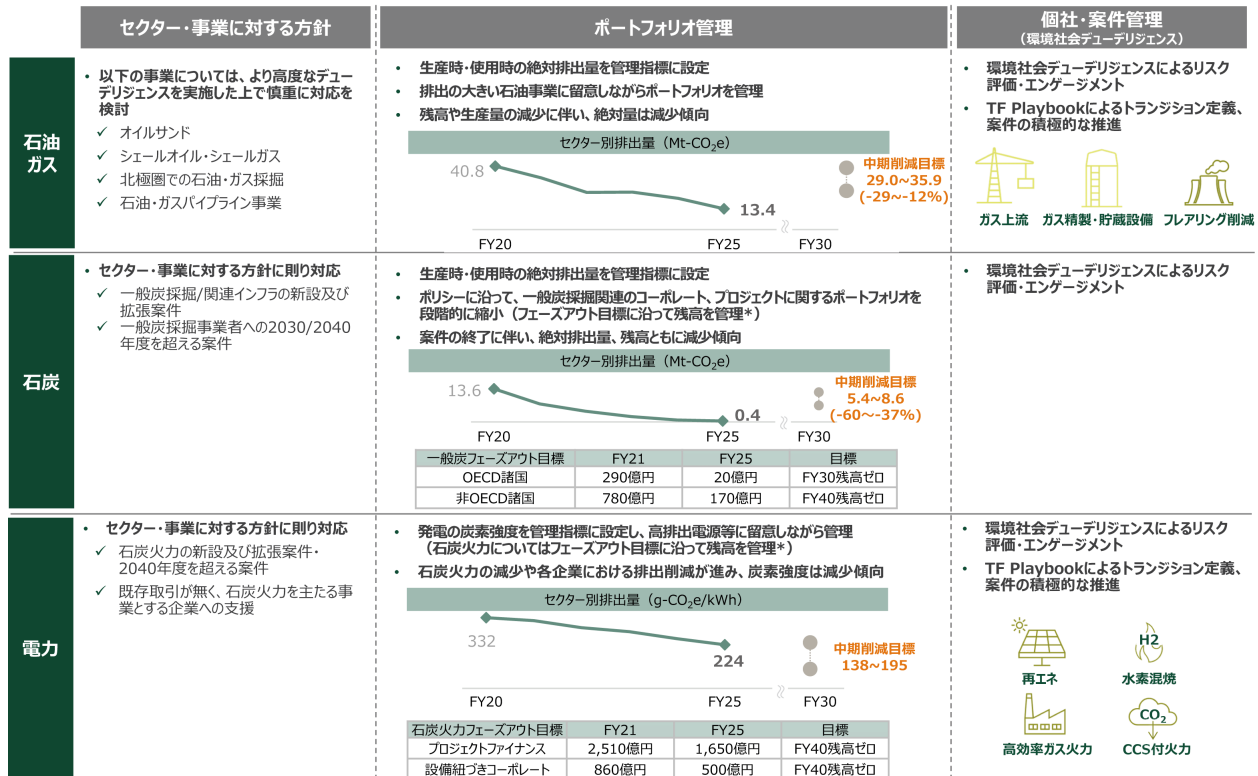 セクター・事業に対する方針
ポートフォリオ管理
個社・案件管理
（環境社会デューデリジェンス）
石油
ガス
・ 以下の事業については、より高度なデュー
デリジェンスを実施した上で慎重に対応を
検討
✓ オイルサンド
✓ シェールオイル・シェールガス
✓ 北極圏での石油・ガス採掘
✓ 石油・ガスパイプライン事業
・ 生産時・使用時の絶対排出量を管理指標に設定
・ 排出の大きい石油事業に留意しながらポートフォリオを管理
・ 残高や生産量の減少に伴い、絶対量は減少傾向
セクター別排出量（Mt-CO₂e）
40.8
13.4
中期削減目標
29.0~35.9
(-29~-12%)
FY20 FY25 FY30
・ 環境社会デューデリジェンスによるリスク
評価・エンゲージメント
・ TF Playbookによるトランジション定義、
案件の積極的な推進
ガス上流 ガス精製・貯蔵設備 フレアリング削減
石炭
・ セクター・事業に対する方針に則り対応
✓ 一般炭採掘/関連インフラの新設及び
拡張案件
✓ 一般炭採掘事業者への2030/2040
年度を超える案件
・ 生産時・使用時の絶対排出量を管理指標に設定
・ ポリシーに沿って、一般炭採掘関連のコーポレート、プロジェクトに関するポートフォリオを
段階的に縮小（フェーズアウト目標に沿って残高を管理*）
・ 案件の終了に伴い、絶対排出量、残高ともに減少傾向
セクター別排出量（Mt-CO₂e）
13.6
0.4
中期削減目標
5.4~8.6
(-60~-37%)
FY20 FY25 FY30
一般炭フェーズアウト目標 FY21 FY25 目標
OECD諸国 290億円 20億円 FY30残高ゼロ
非OECD諸国 780億円 170億円 FY40残高ゼロ
・ 環境社会デューデリジェンスによるリスク
評価・エンゲージメント
電力
・ セクター・事業に対する方針に則り対応
✓ 石炭火力の新設及び拡張案件・
2040年度を超える案件
✓ 既存取引が無く、石炭火力を主たる事
業とする企業への支援
・ 発電の炭素強度を管理指標に設定し、高排出電源等に留意しながら管理
（石炭火力についてはフェーズアウト目標に沿って残高を管理*）
・ 石炭火力の減少や各企業における排出削減が進み、炭素強度は減少傾向
セクター別排出量（g-CO₂e/kWh）
332
224
中期削減目標
138~195
FY20 FY25 FY30
石炭火力フェーズアウト目標 FY21 FY25 目標
プロジェクトファイナンス 2,510億円 1,650億円 FY40残高ゼロ
設備紐づきコーポレート 860億円 500億円 FY40残高ゼロ
・ 環境社会デューデリジェンスによるリスク
評価・エンゲージメント
・ TF Playbookによるトランジション定義、
案件の積極的な推進
H2
再エネ 水素混焼
CO₂
高効率ガス火力 CCS付火力